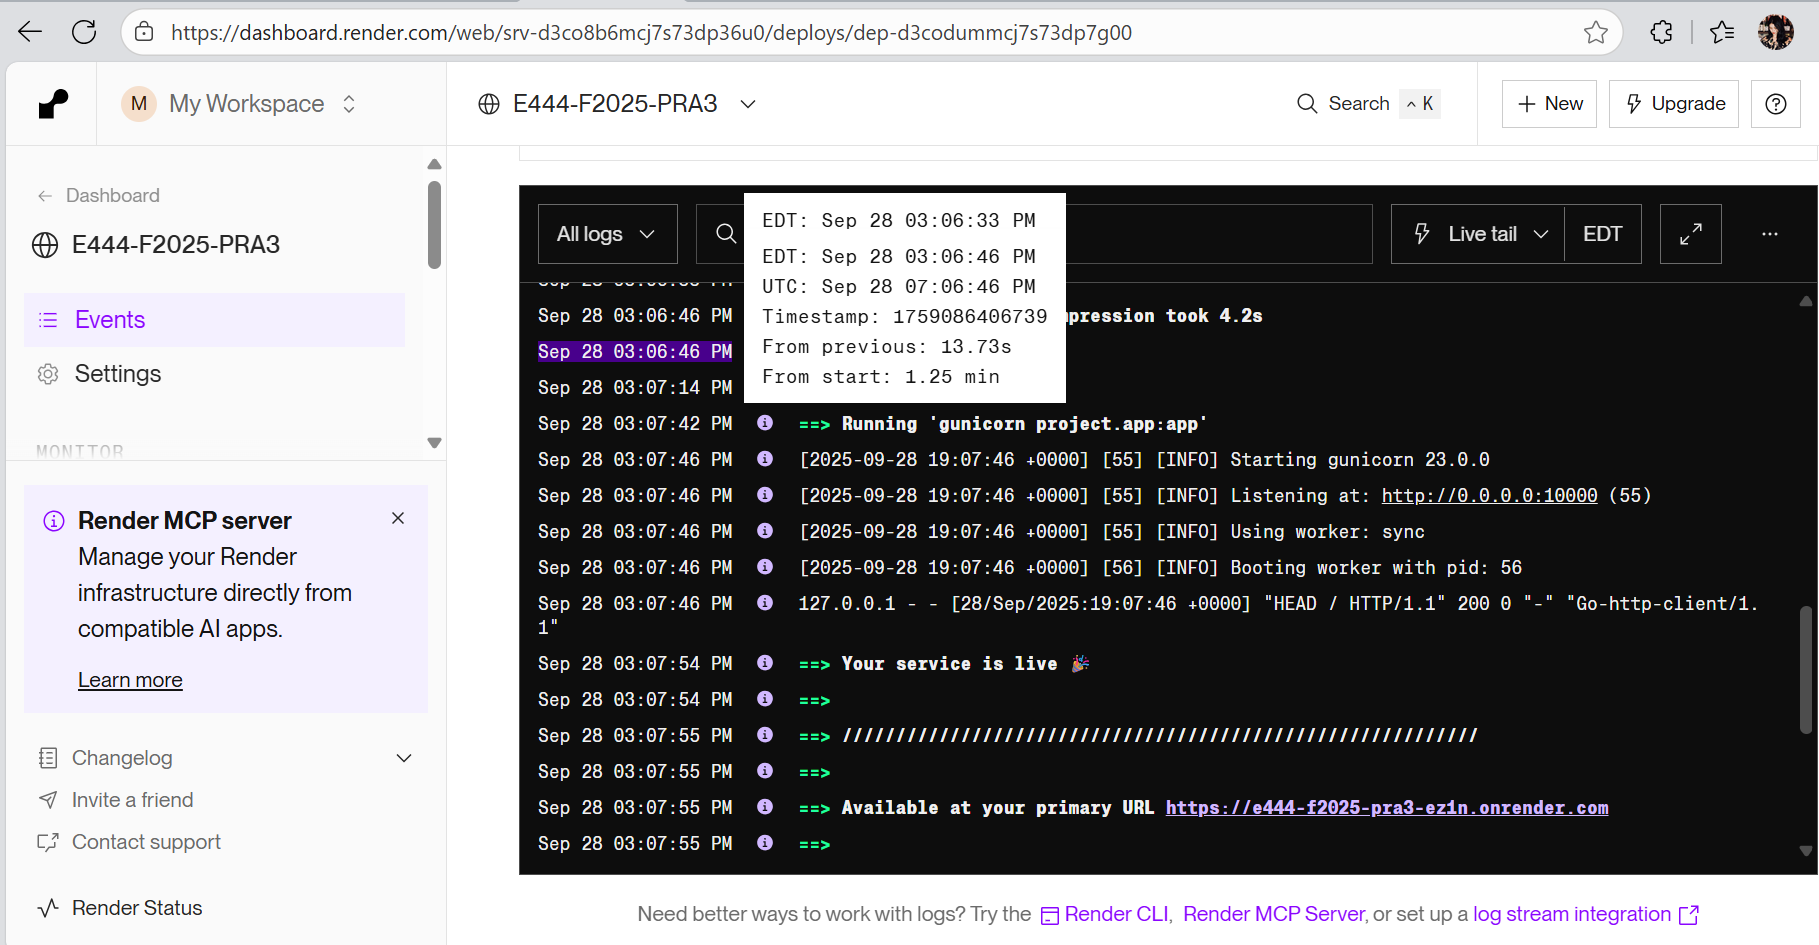 https://dashboard.render.com/web/srv-d3co8b6mcj7s73dp36u0/deploys/dep-d3codummcj7s73dp7g00
M My Workspace
E444-F2025-PRA3
Search ^ K
+ New
Upgrade
Dashboard
E444-F2025-PRA3
Events
Settings
MONITOR
Render MCP server
Manage your Render
infrastructure directly from
compatible AI apps.
Learn more
Changelog
Invite a friend
Contact support
Render Status
All logs
Live tail
EDT
EDT: Sep 28 03:06:33 PM
EDT: Sep 28 03:06:46 PM
UTC: Sep 28 07:06:46 PM
Timestamp: 1759086406739
From previous: 13.73s
From start: 1.25 min
Sep 28 03:06:46 PM pression took 4.2s
Sep 28 03:06:46 PM
Sep 28 03:07:14 PM
Sep 28 03:07:42 PM ==> Running 'gunicorn project.app:app'
Sep 28 03:07:46 PM [2025-09-28 19:07:46 +0000] [55] [INFO] Starting gunicorn 23.0.0
Sep 28 03:07:46 PM [2025-09-28 19:07:46 +0000] [55] [INFO] Listening at: http://0.0.0.0:10000 (55)
Sep 28 03:07:46 PM [2025-09-28 19:07:46 +0000] [55] [INFO] Using worker: sync
Sep 28 03:07:46 PM [2025-09-28 19:07:46 +0000] [56] [INFO] Booting worker with pid: 56
Sep 28 03:07:46 PM 127.0.0.1 - - [28/Sep/2025:19:07:46 +0000] "HEAD / HTTP/1.1" 200 0 "-" "Go-http-client/1.
1"
Sep 28 03:07:54 PM ==> Your service is live 🎉
Sep 28 03:07:54 PM ==>
Sep 28 03:07:55 PM ==> ///////////////////////////////////////////////////////////
Sep 28 03:07:55 PM ==>
Sep 28 03:07:55 PM ==> Available at your primary URL https://e444-f2025-pra3-ez1n.onrender.com
Sep 28 03:07:55 PM ==>
Need better ways to work with logs? Try the Render CLI, Render MCP Server, or set up a log stream integration